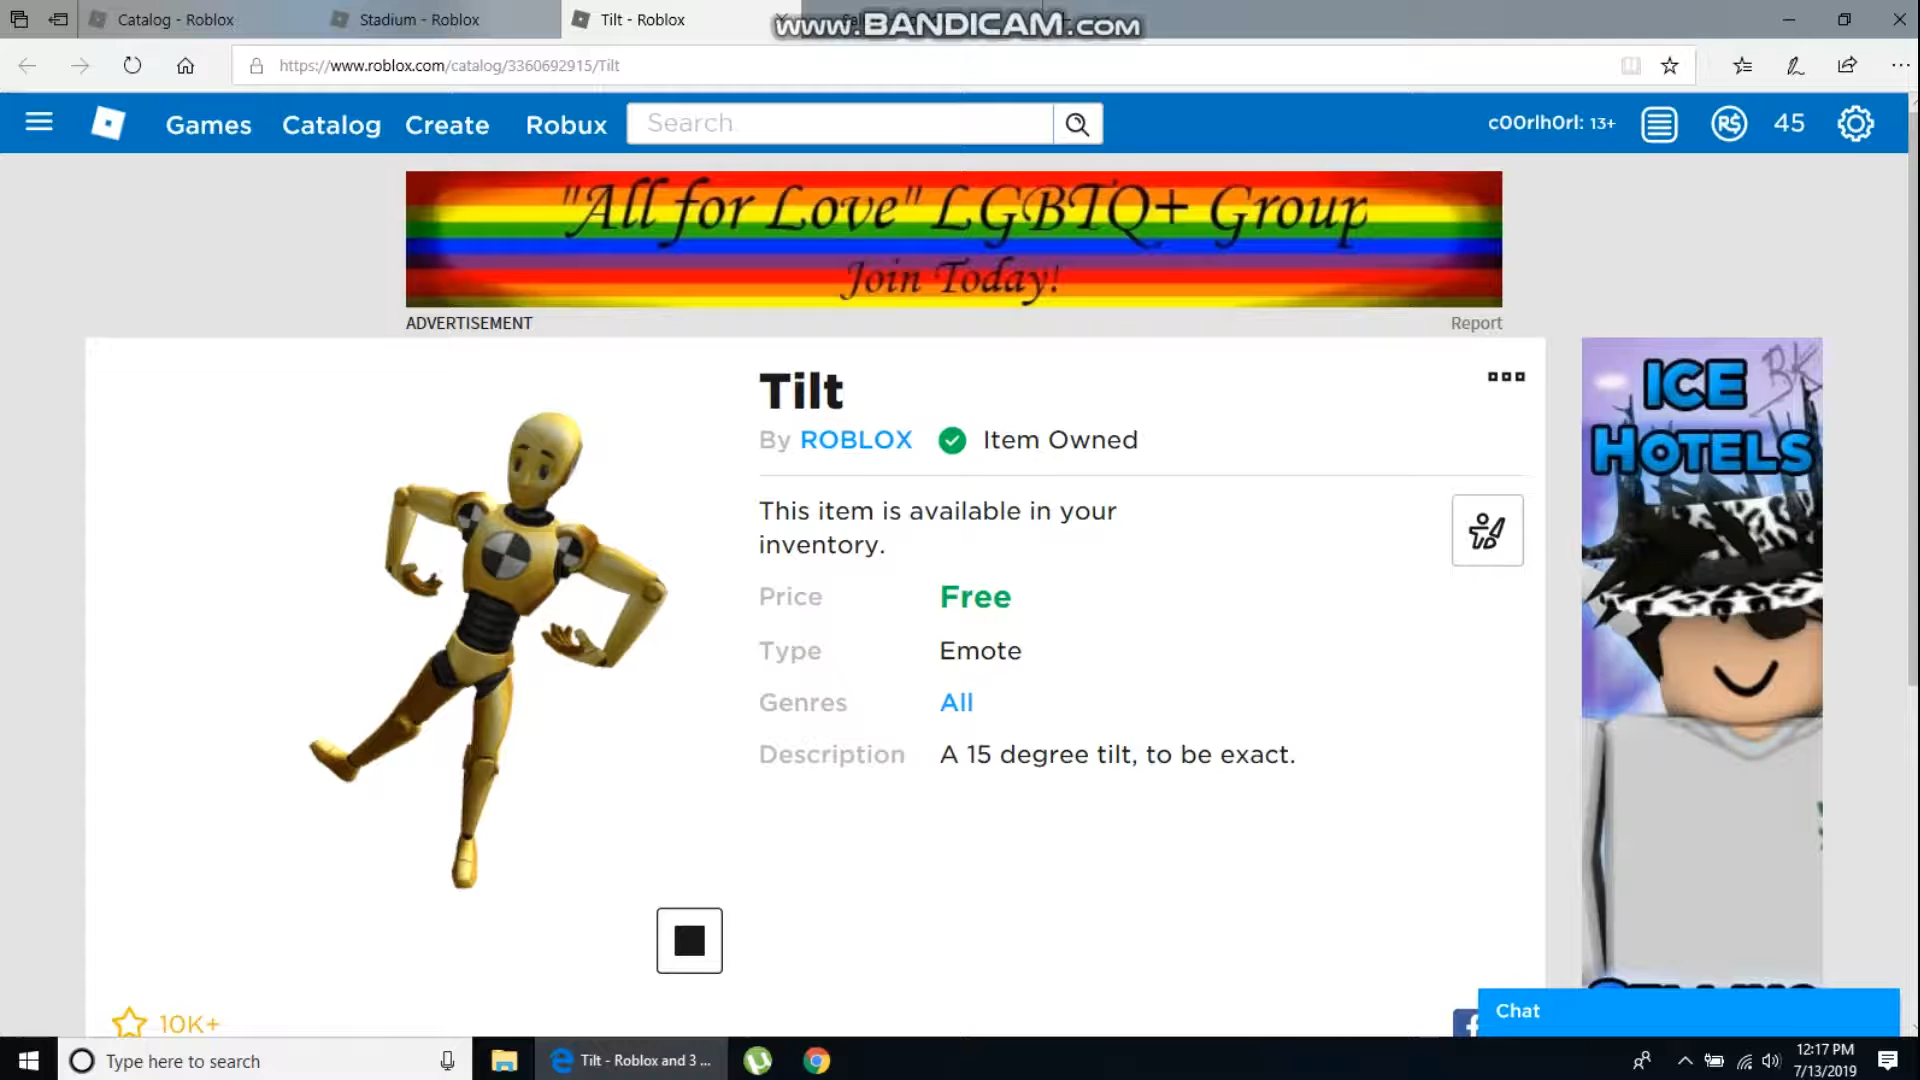 Catalog - Roblox
Stadium - Roblox
Tilt - Roblox
www.BANDICAM.com
https://www.roblox.com/catalog/3360692915/Tilt
Games
Catalog
Create
Robux
Search
c00rlh0rl: 13+
R$
45
"All for Love" LGBTQ+ Group
Join Today!
ADVERTISEMENT
Report
Tilt
By ROBLOX
Item Owned
This item is available in your
inventory.
Price
Free
Type
Emote
Genres
All
Description
A 15 degree tilt, to be exact.
10K+
ICE
BK
HOTELS
Chat
Type here to search
Tilt - Roblox and 3 ...
12:17 PM
7/13/2019